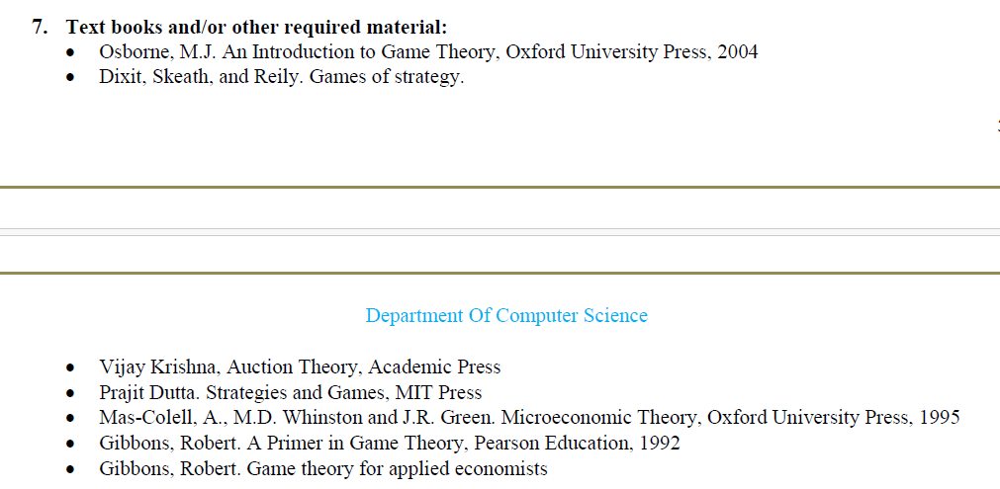 7. Text books and/or other required material:
• Osborne, M.J. An Introduction to Game Theory, Oxford University Press, 2004
• Dixit, Skeath, and Reily. Games of strategy.
Department Of Computer Science
• Vijay Krishna, Auction Theory, Academic Press
• Prajit Dutta. Strategies and Games, MIT Press
• Mas-Colell, A., M.D. Whinston and J.R. Green. Microeconomic Theory, Oxford University Press, 1995
• Gibbons, Robert. A Primer in Game Theory, Pearson Education, 1992
• Gibbons, Robert. Game theory for applied economists